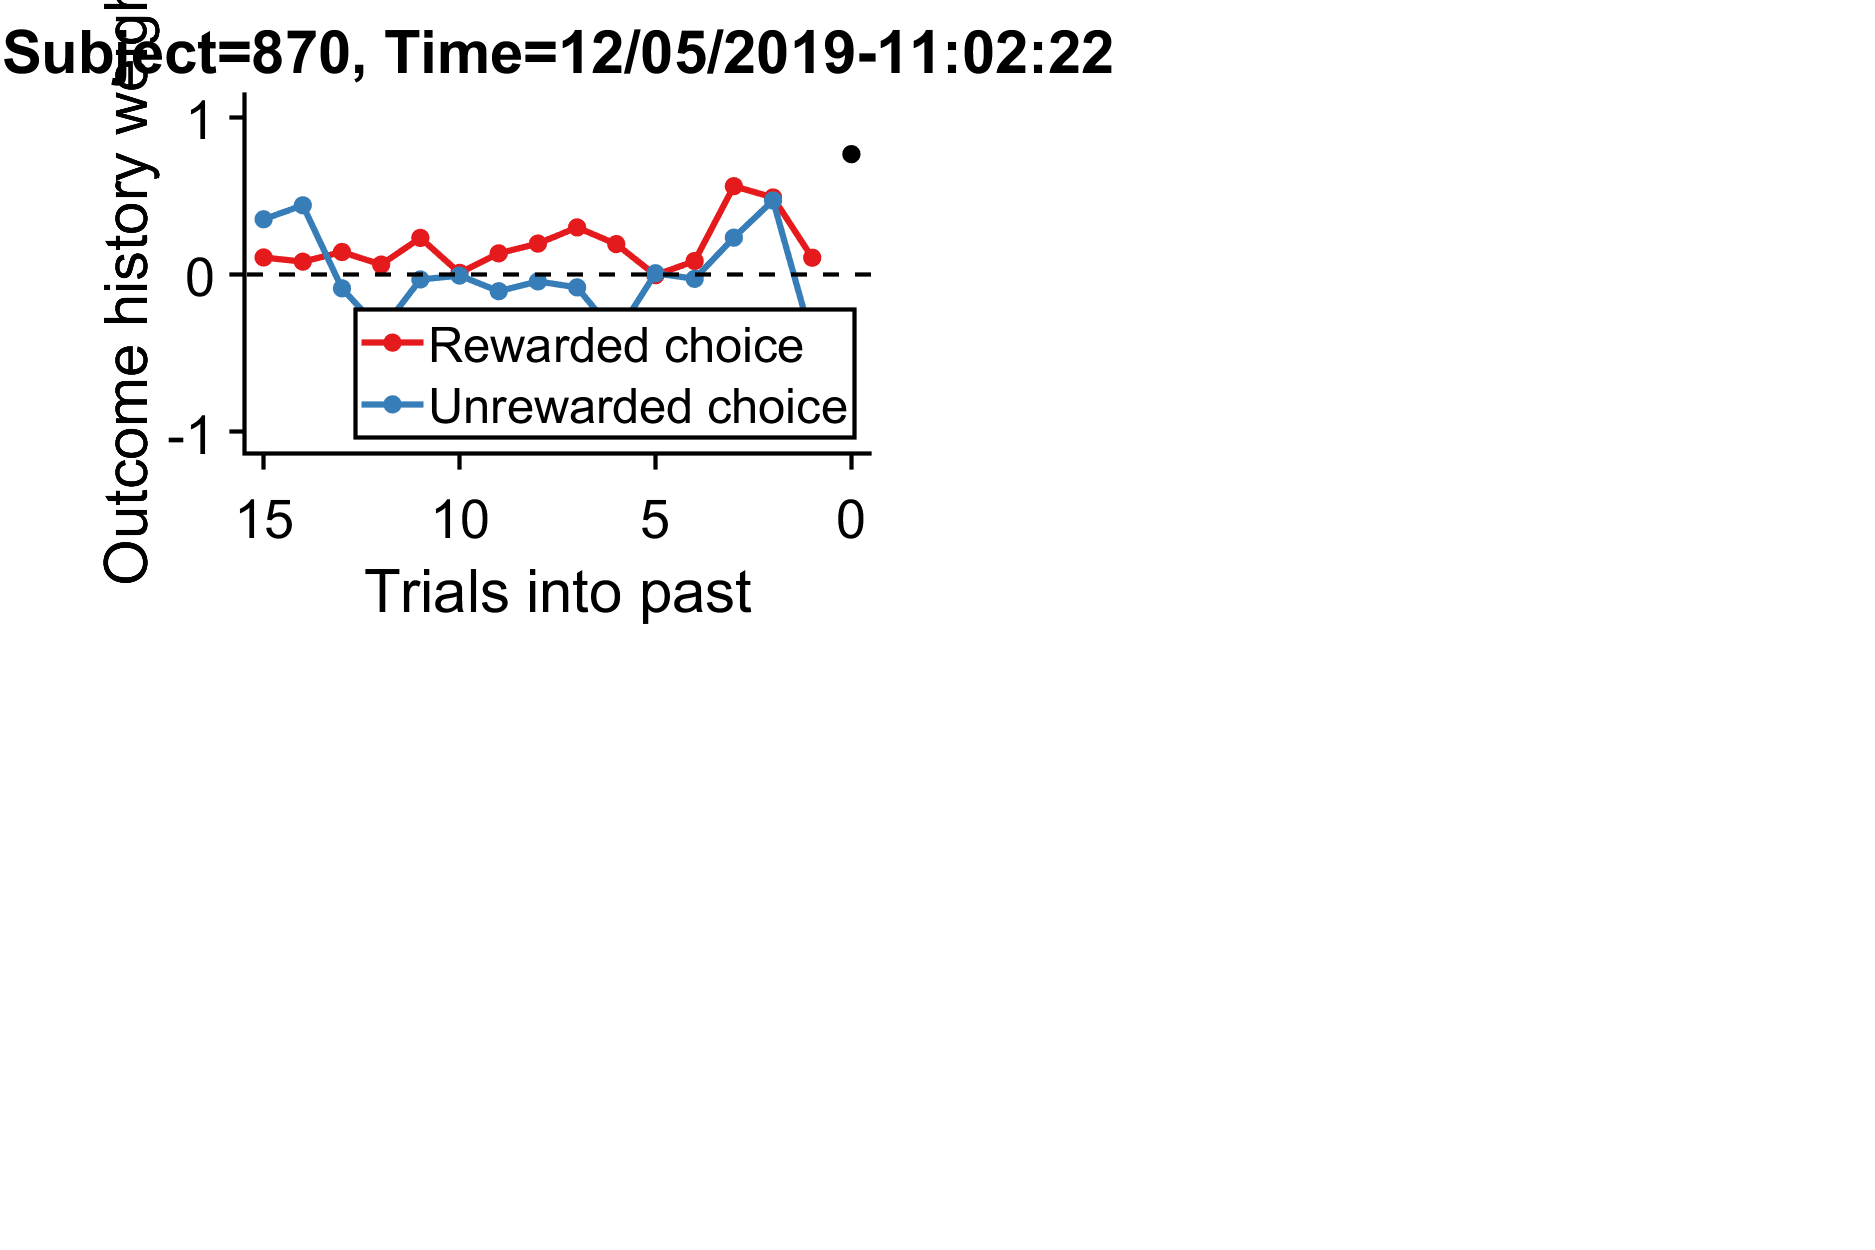 Subject=870, Time=12/05/2019-11:02:22
Outcome history
1
0
-1
Rewarded choice
Unrewarded choice
15 10 5 0
Trials into past